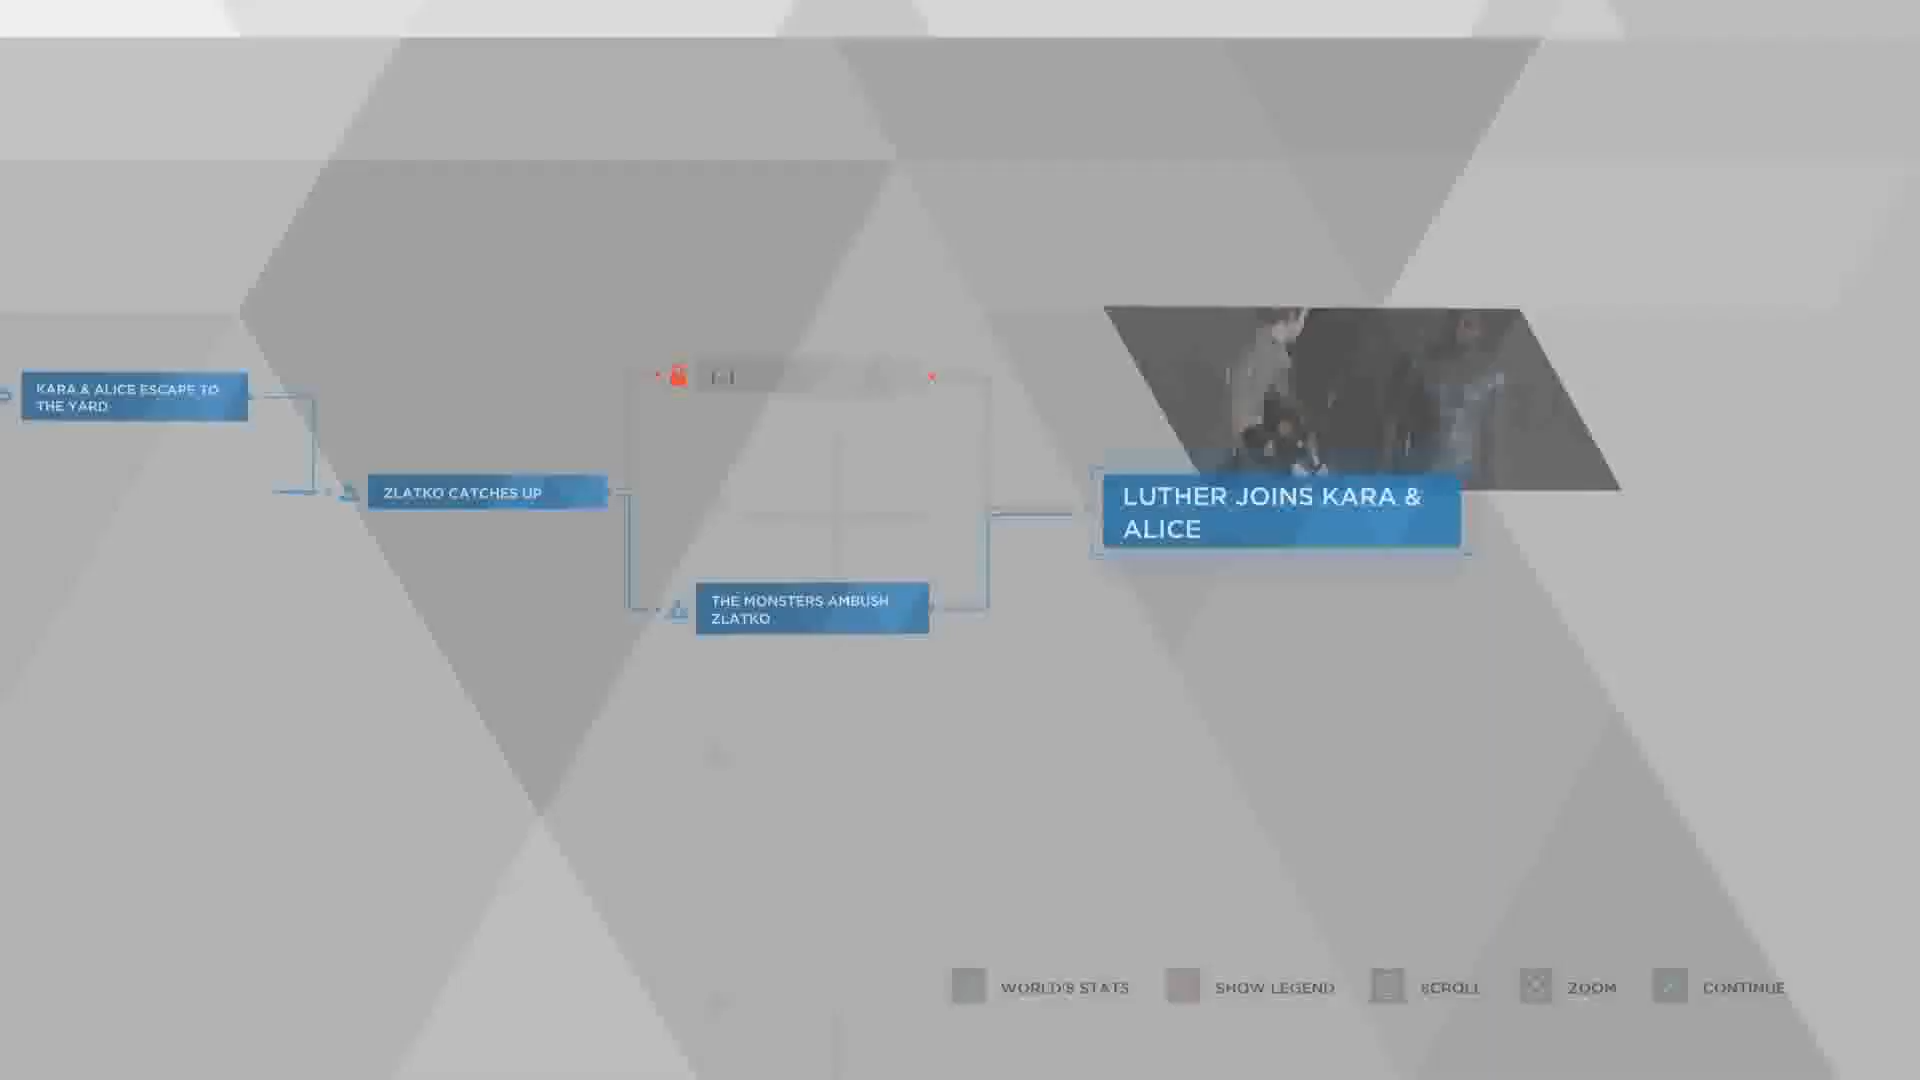 KARA & ALICE ESCAPE TO
THE YARD
ZLATKO CATCHES UP
THE MONSTERS AMBUSH
ZLATKO
LUTHER JOINS KARA &
ALICE
WORLD'S STATS
SHOW LEGEND
SCROLL
ZOOM
CONTINUE